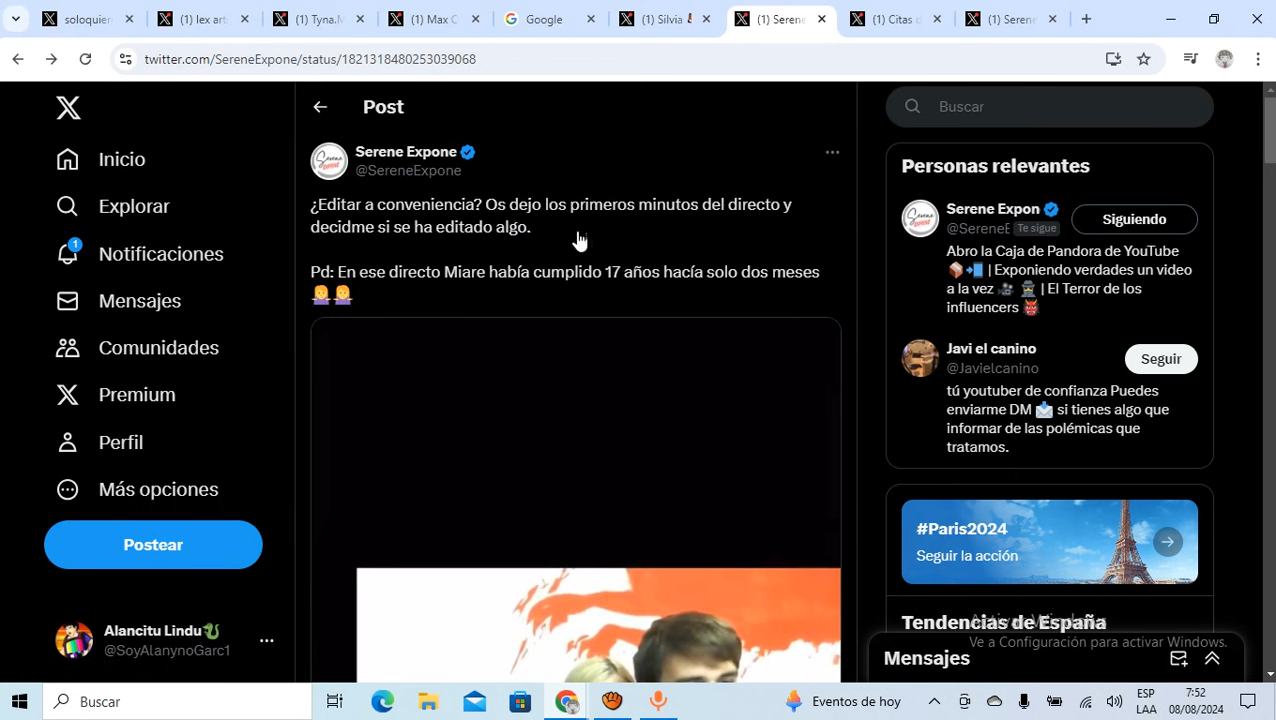 soloquie
(1) lex art
(1) Tyna.M
(1) Max C
Google
(1) Silvia
(1) Serene
(1) Citas d
(1) Serene
twitter.com/SereneExpone/status/1821318480253039068
Post
Buscar
Serene Expone
@SereneExpone
¿Editar a conveniencia? Os dejo los primeros minutos del directo y
decidme si se ha editado algo.
Pd: En ese directo Miare había cumplido 17 años hacía solo dos meses
Inicio
Explorar
1
Notificaciones
Mensajes
Comunidades
Premium
Perfil
Más opciones
Postear
Alancitu Lindu
@SoyAlanynoGarc1
Personas relevantes
Serene Expon
@SereneE Te sigue
Siguiendo
Abro la Caja de Pandora de YouTube
| Exponiendo verdades un video
a la vez | El Terror de los
influencers
Javi el canino
@Javielcanino
Seguir
tú youtuber de confianza Puedes
enviarme DM si tienes algo que
informar de las polémicas que
tratamos.
#Paris2024
Seguir la acción
Tendencias de España
Activar Windows
Ve a Configuración para activar Windows.
Mensajes
Buscar
Eventos de hoy
ESP
LAA
7:52
08/08/2024